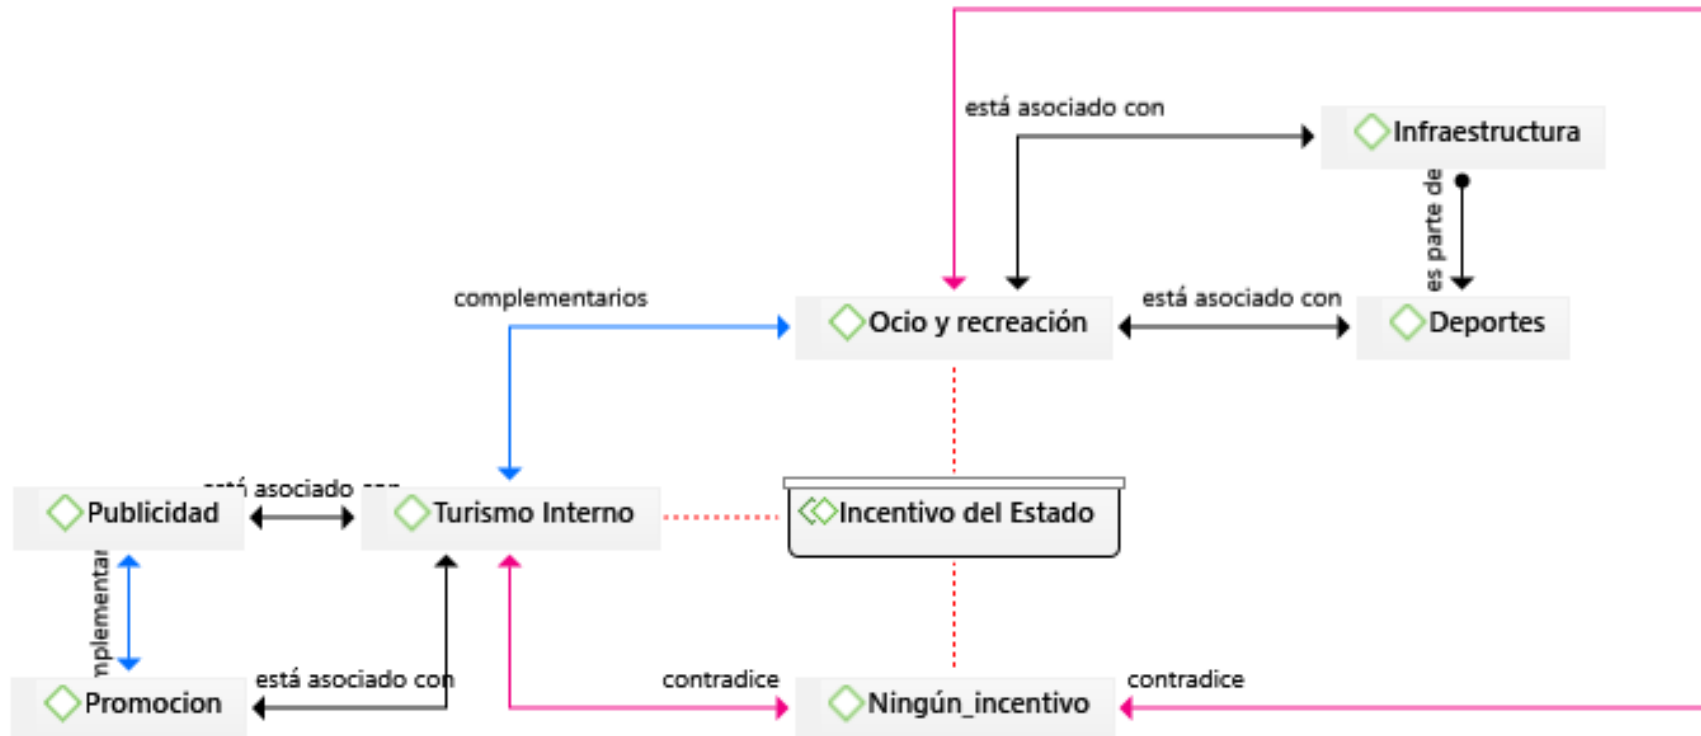 está asociado con
Infraestructura
es parte de
complementarios
Ocio y recreación
está asociado con
Deportes
asociado
Publicidad
Turismo Interno
Incentivo del Estado
está asociado con
Promocion
contradice
Ningún_incentivo
contradice